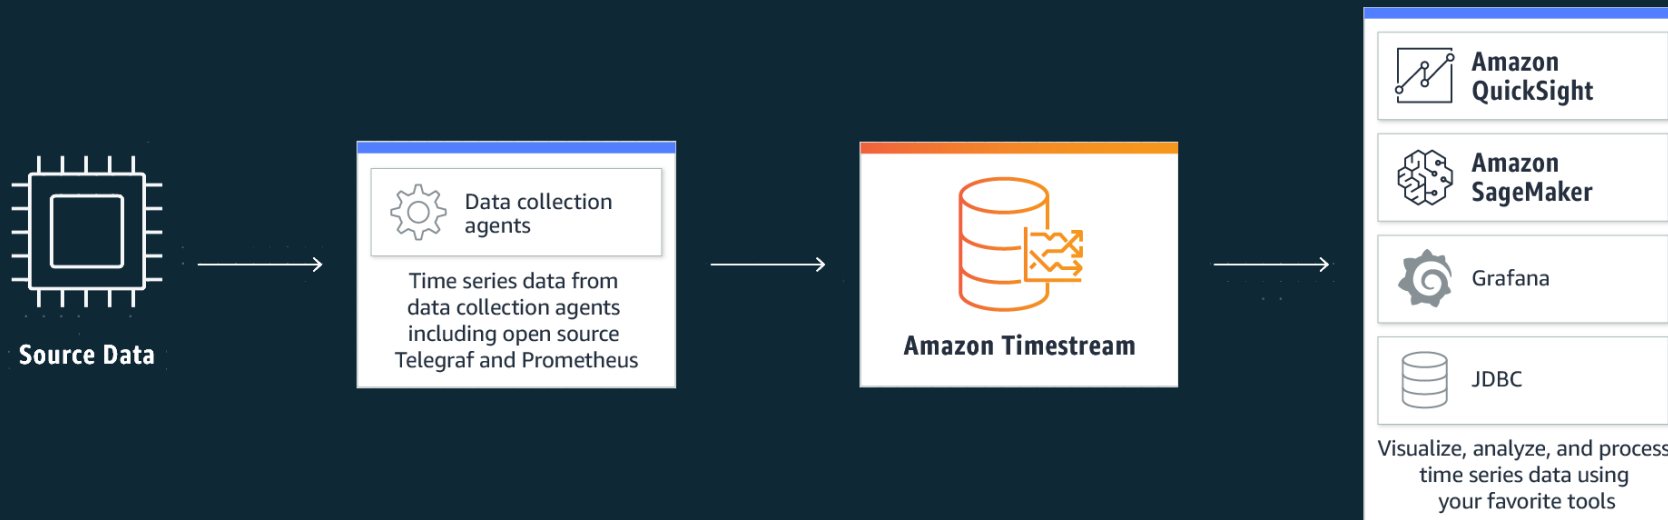 Source Data
Data collection
agents
Time series data from
data collection agents
including open source
Telegraf and Prometheus
Amazon Timestream
Amazon
QuickSight
Amazon
SageMaker
Grafana
JDBC
Visualize, analyze, and process
time series data using
your favorite tools